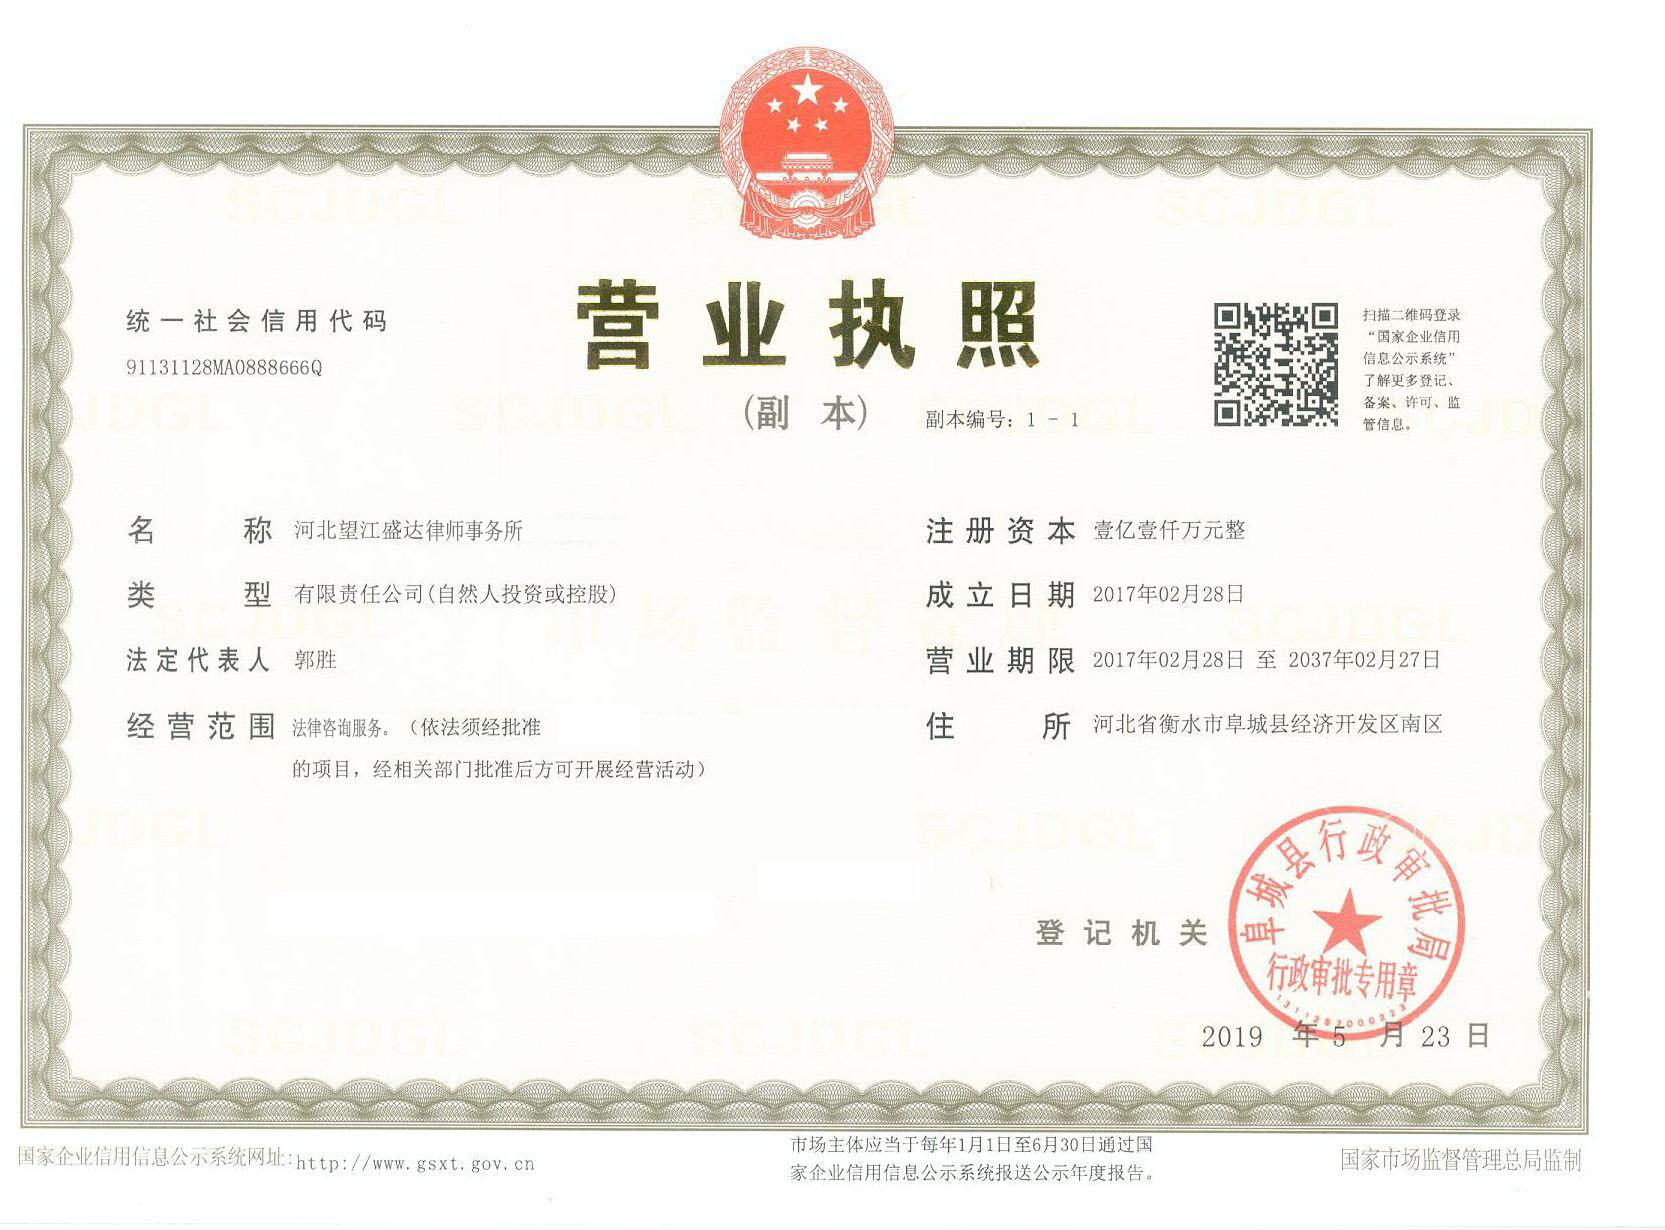 营业执照
(副 本)
副本编号：1 - 1
统一社会信用代码
91131128MA0888666Q
扫描二维码登录
“国家企业信用
信息公示系统”
了解更多登记、
备案、许可、监
管信息。
名 称 河北望江盛达律师事务所
类 型 有限责任公司(自然人投资或控股)
法定代表人 郭胜
经营范围 法律咨询服务。（依法须经批准
的项目，经相关部门批准后方可开展经营活动）
注册资本 壹亿壹仟万元整
成立日期 2017年02月28日
营业期限 2017年02月28日 至 2037年02月27日
住 所 河北省衡水市阜城县经济开发区南区
登记机关
阜城县行政审批局
行政审批专用章
1311282000223
2019 年 5 月 23 日
国家企业信用信息公示系统网址:http://www.gsxt.gov.cn
市场主体应当于每年1月1日至6月30日通过国
家企业信用信息公示系统报送公示年度报告。
国家市场监督管理总局监制